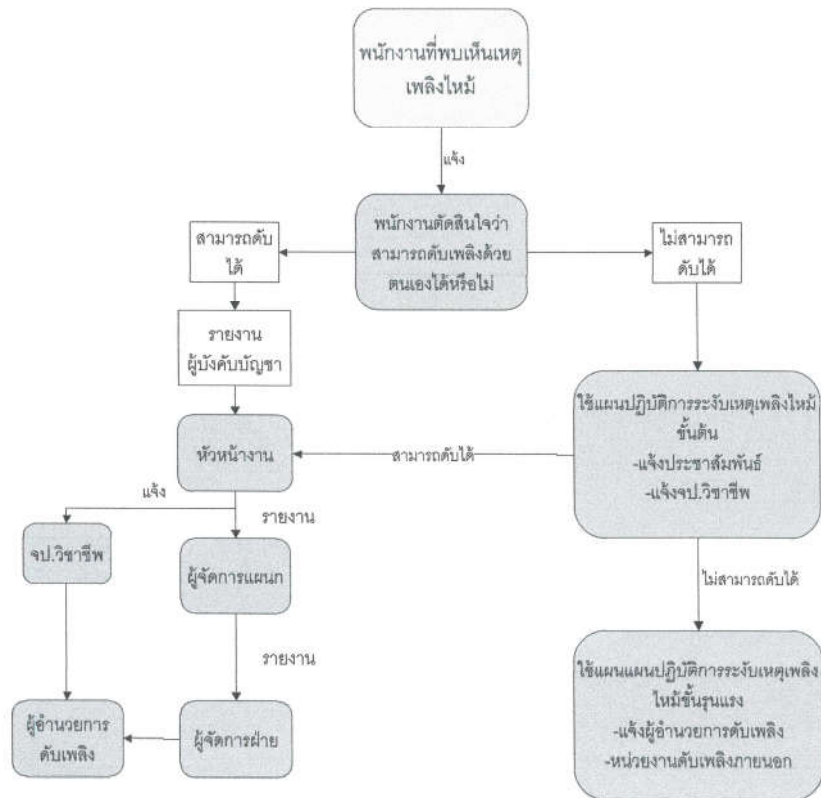 พนักงานที่พบเห็นเหตุ
เพลิงไหม้
แจ้ง
พนักงานตัดสินใจว่า
สามารถดับเพลิงด้วย
ตนเองได้หรือไม่
สามารถดับ
ได้
ไม่สามารถ
ดับได้
รายงาน
ผู้บังคับบัญชา
ใช้แผนปฏิบัติการระงับเหตุเพลิงไหม้
ขั้นต้น
-แจ้งประชาสัมพันธ์
-แจ้งจป.วิชาชีพ
หัวหน้างาน
สามารถดับได้
แจ้ง
รายงาน
จป.วิชาชีพ
ผู้จัดการแผนก
ไม่สามารถดับได้
รายงาน
ใช้แผนแผนปฏิบัติการระงับเหตุเพลิง
ไหม้ขั้นรุนแรง
-แจ้งผู้อำนวยการดับเพลิง
-หน่วยงานดับเพลิงภายนอก
ผู้อำนวยการ
ดับเพลิง
ผู้จัดการฝ่าย